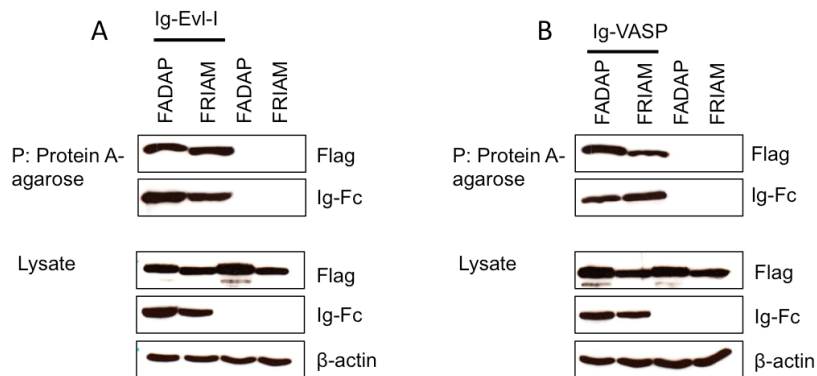 A
Ig-Evl-I
FADAP
FRIAM
FADAP
FRIAM
P: Protein A-
agarose
Flag
Ig-Fc
Lysate
Flag
Ig-Fc
β-actin
B
Ig-VASP
FADAP
FRIAM
FADAP
FRIAM
P: Protein A-
agarose
Flag
Ig-Fc
Lysate
Flag
Ig-Fc
β-actin